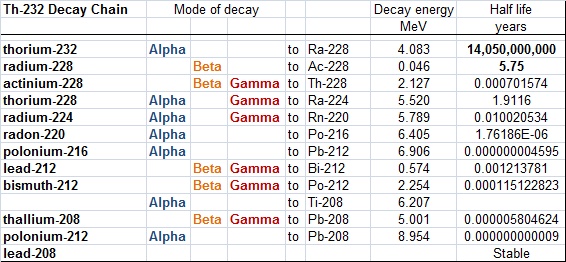 Th-232 Decay Chain Mode of decay Decay energy Half life
MeV years
thorium-232 Alpha to Ra-228 4.083 14,050,000,000
radium-228 Beta to Ac-228 0.046 5.75
actinium-228 Beta Gamma to Th-228 2.127 0.000701574
thorium-228 Alpha Gamma to Ra-224 5.520 1.9116
radium-224 Alpha Gamma to Rn-220 5.789 0.010020534
radon-220 Alpha to Po-216 6.405 1.76186E-06
polonium-216 Alpha to Pb-212 6.906 0.000000004595
lead-212 Beta Gamma to Bi-212 0.574 0.001213781
bismuth-212 Beta Gamma to Po-212 2.254 0.000115122823
Alpha to Ti-208 6.207
thallium-208 Beta Gamma to Pb-208 5.001 0.000005804624
polonium-212 Alpha to Pb-208 8.954 0.000000000009
lead-208 Stable